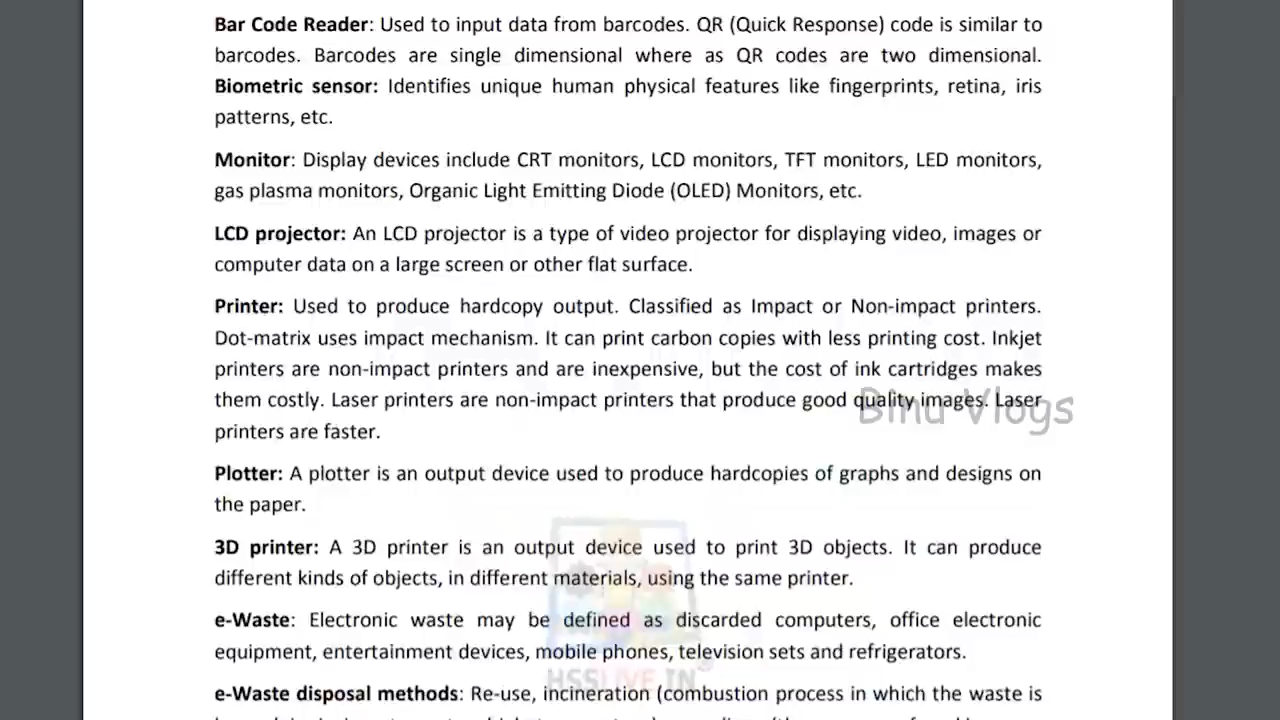 Bar Code Reader: Used to input data from barcodes. QR (Quick Response) code is similar to
barcodes. Barcodes are single dimensional where as QR codes are two dimensional.
Biometric sensor: Identifies unique human physical features like fingerprints, retina, iris
patterns, etc.
Monitor: Display devices include CRT monitors, LCD monitors, TFT monitors, LED monitors,
gas plasma monitors, Organic Light Emitting Diode (OLED) Monitors, etc.
LCD projector: An LCD projector is a type of video projector for displaying video, images or
computer data on a large screen or other flat surface.
Printer: Used to produce hardcopy output. Classified as Impact or Non-impact printers.
Dot-matrix uses impact mechanism. It can print carbon copies with less printing cost. Inkjet
printers are non-impact printers and are inexpensive, but the cost of ink cartridges makes
them costly. Laser printers are non-impact printers that produce good quality images. Laser
Binu Vlogs
printers are faster.
Plotter: A plotter is an output device used to produce hardcopies of graphs and designs on
the paper.
3D printer: A 3D printer is an output device used to print 3D objects. It can produce
different kinds of objects, in different materials, using the same printer.
e-Waste: Electronic waste may be defined as discarded computers, office electronic
equipment, entertainment devices, mobile phones, television sets and refrigerators.
HSSLIVE.IN®
e-Waste disposal methods: Re-use, incineration (combustion process in which the waste is